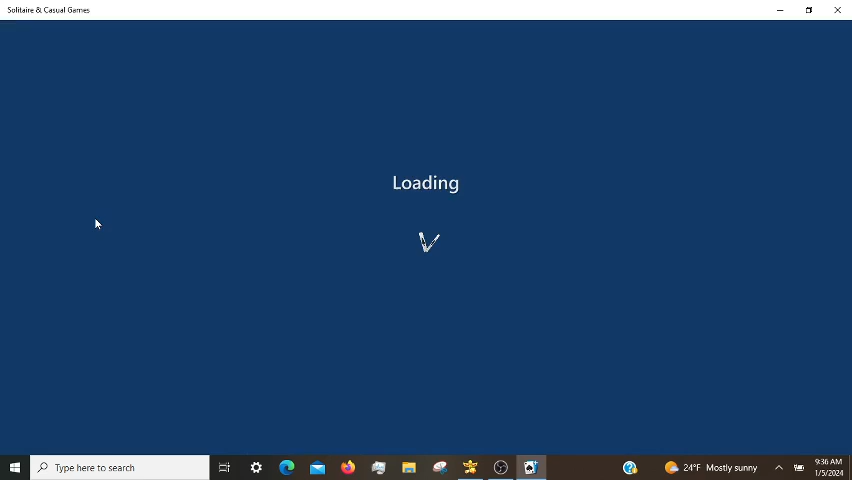 Solitaire & Casual Games
Loading
Type here to search
24°F Mostly sunny
9:36 AM
1/5/2024